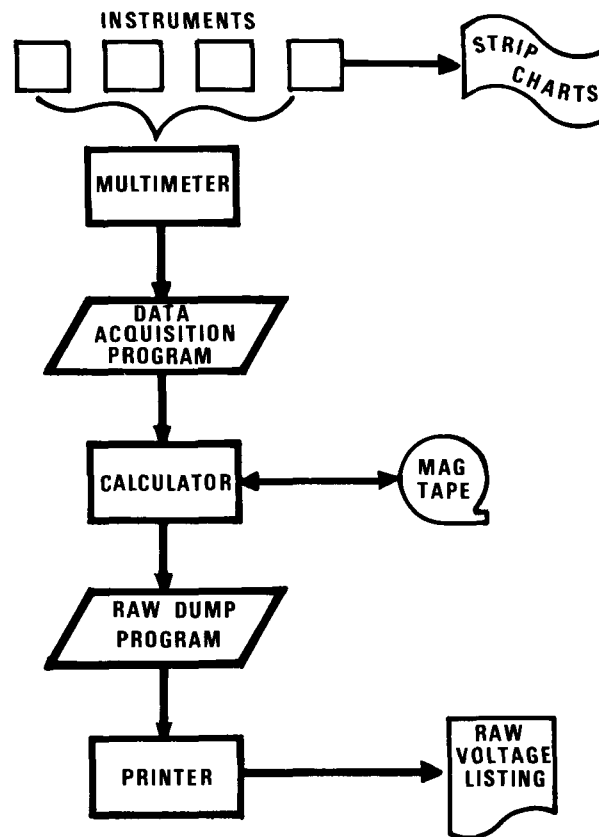 INSTRUMENTS
STRIP
CHARTS
MULTIMETER
DATA
ACQUISITION
PROGRAM
CALCULATOR
MAG
TAPE
RAW DUMP
PROGRAM
PRINTER
RAW
VOLTAGE
LISTING